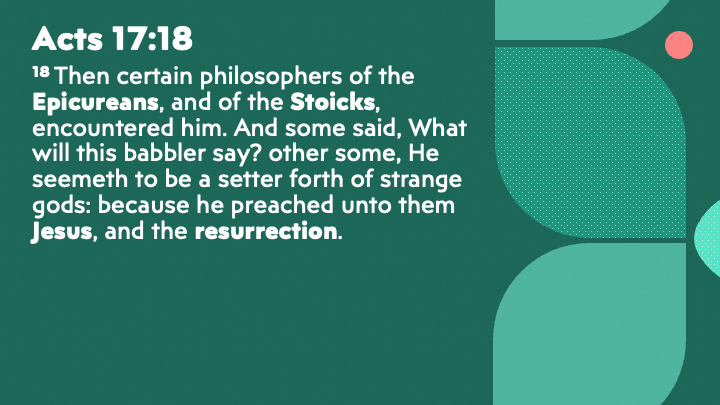 Acts 17:18
18 Then certain philosophers of the
Epicureans, and of the Stoicks,
encountered him. And some said, What
will this babbler say? other some, He
seemeth to be a setter forth of strange
gods: because he preached unto them
Jesus, and the resurrection.